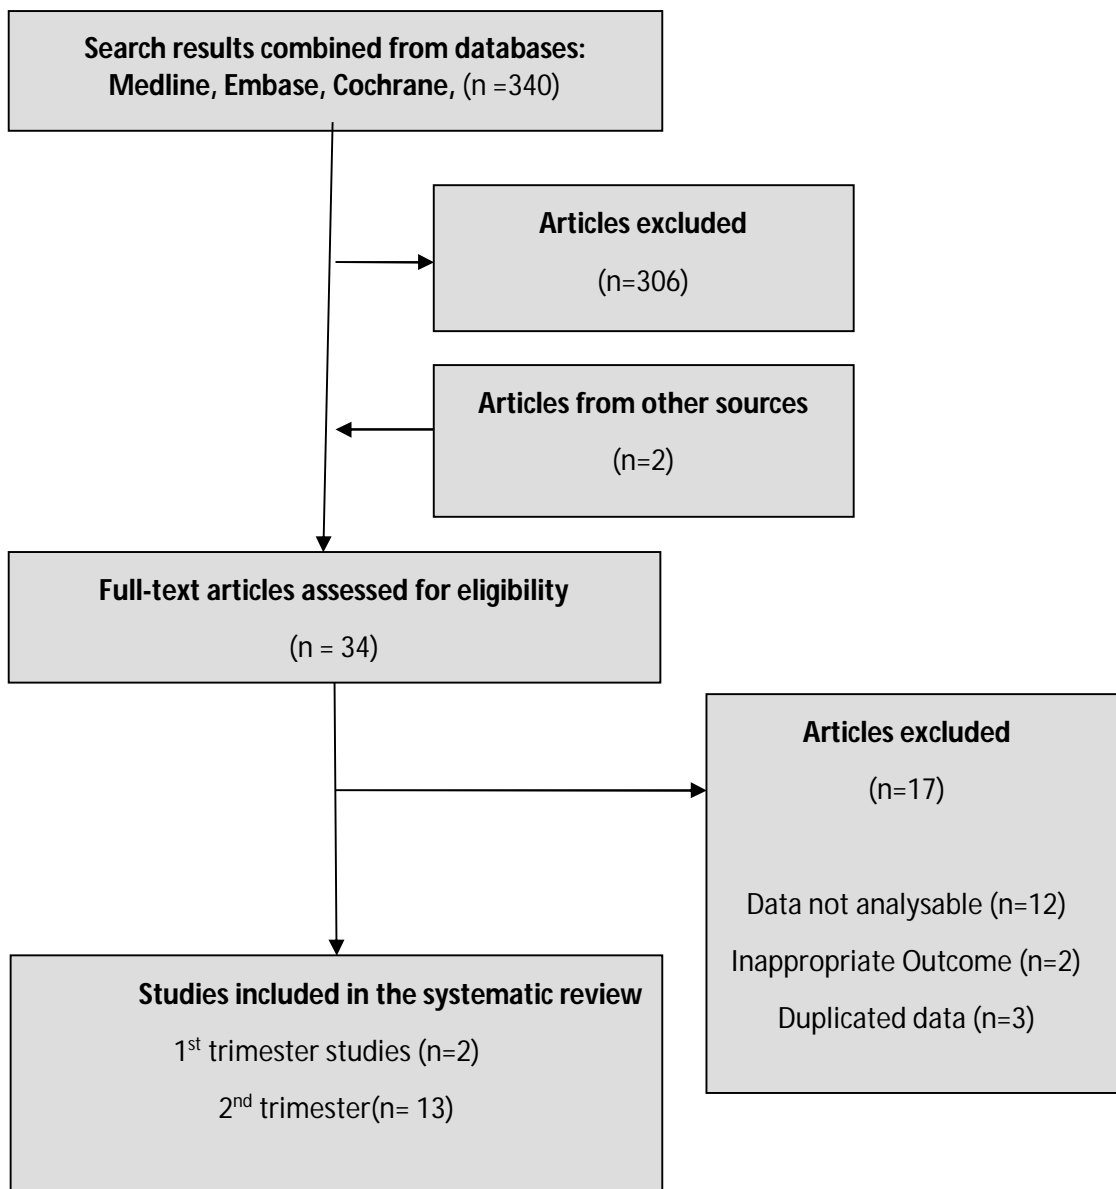 Search results combined from databases:
Medline, Embase, Cochrane, (n =340)
Articles excluded
(n=306)
Articles from other sources
(n=2)
Full-text articles assessed for eligibility
(n = 34)
Articles excluded
(n=17)
Data not analysable (n=12)
Inappropriate Outcome (n=2)
Duplicated data (n=3)
Studies included in the systematic review
1st trimester studies (n=2)
2nd trimester(n= 13)